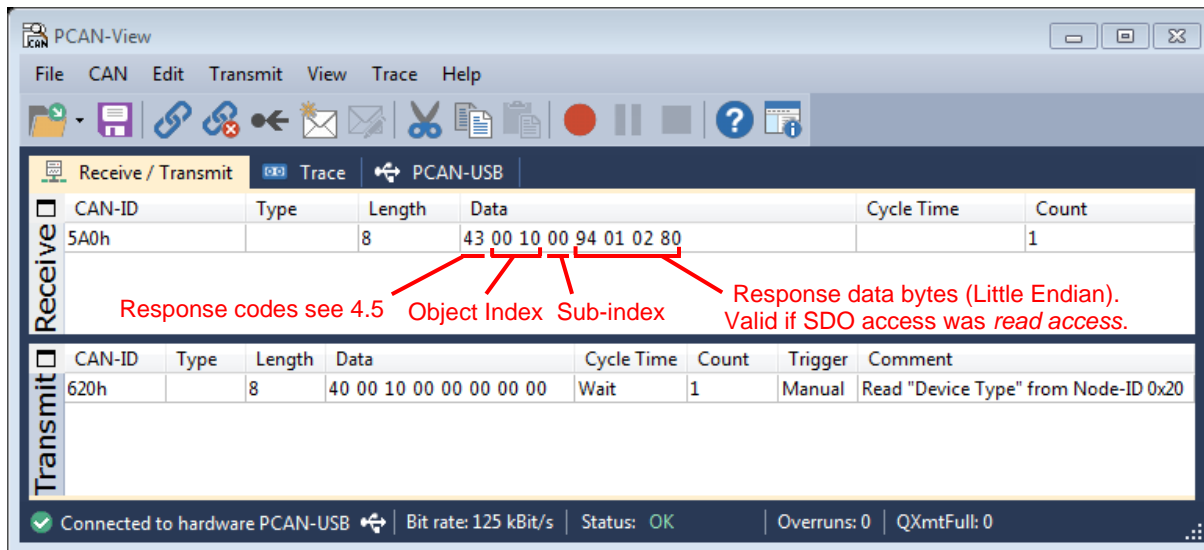 PCAN-View
File CAN Edit Transmit View Trace Help
Receive / Transmit Trace PCAN-USB
Receive
CAN-ID Type Length Data Cycle Time Count
5A0h 8 43 00 10 00 94 01 02 80 1
Response codes see 4.5 Object Index Sub-index Response data bytes (Little Endian).
Valid if SDO access was read access.
Transmit
CAN-ID Type Length Data Cycle Time Count Trigger Comment
620h 8 40 00 10 00 00 00 00 00 Wait 1 Manual Read "Device Type" from Node-ID 0x20
Connected to hardware PCAN-USB Bit rate: 125 kBit/s Status: OK Overruns: 0 QXmtFull: 0